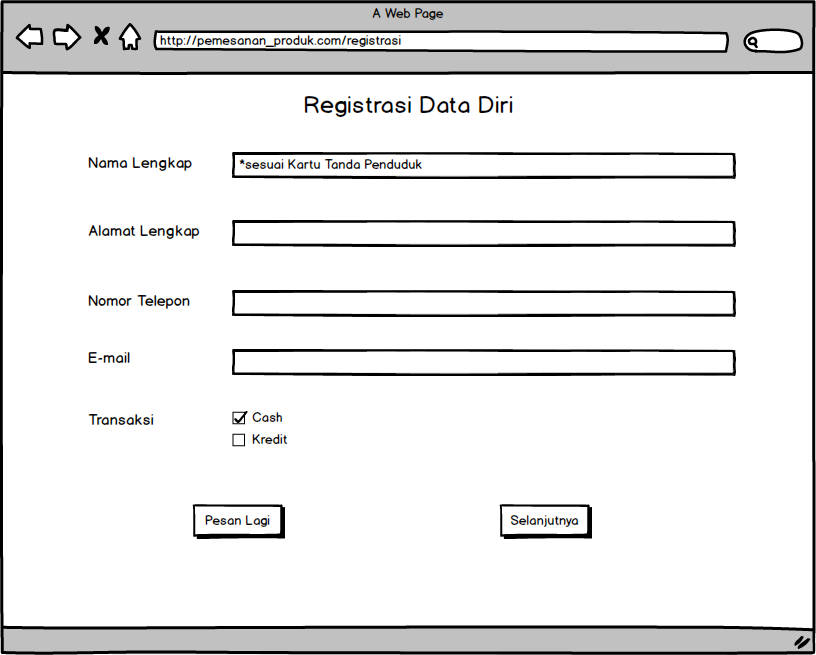 A Web Page
http://pemesanan_produk.com/registrasi
Registrasi Data Diri
Nama Lengkap
*sesuai Kartu Tanda Penduduk
Alamat Lengkap
Nomor Telepon
E-mail
Transaksi
Cash
Kredit
Pesan Lagi
Selanjutnya